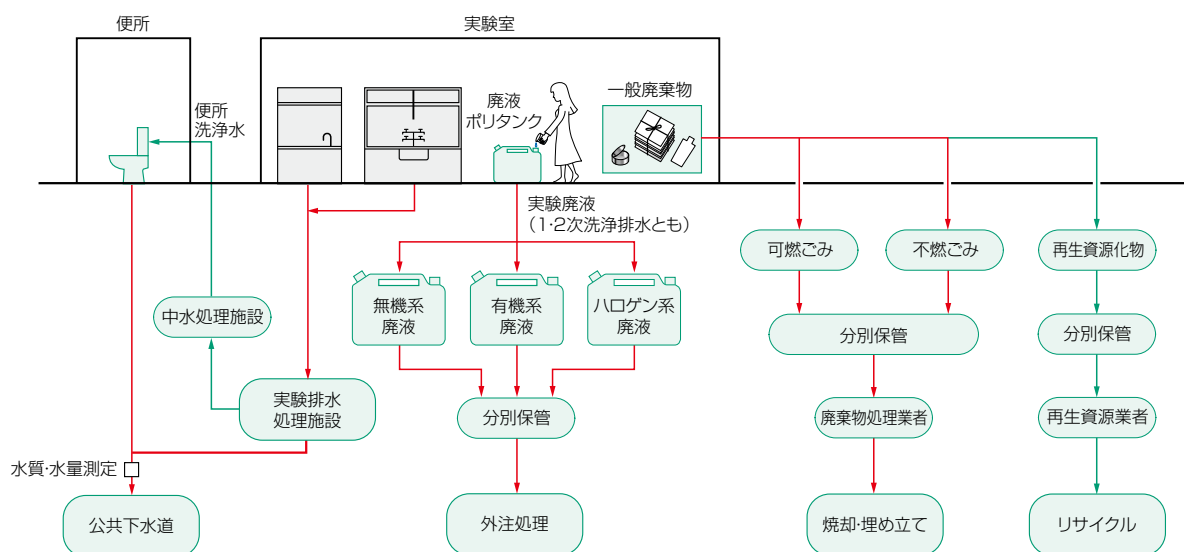 便所
実験室
便所
洗浄水
廃液
ポリタンク
一般廃棄物
実験廃液
(1・2次洗浄排水とも)
可燃ごみ
不燃ごみ
再生資源化物
無機系
廃液
有機系
廃液
ハロゲン系
廃液
中水処理施設
分別保管
分別保管
実験排水
処理施設
分別保管
廃棄物処理業者
再生資源業者
水質・水量測定
公共下水道
外注処理
焼却・埋め立て
リサイクル